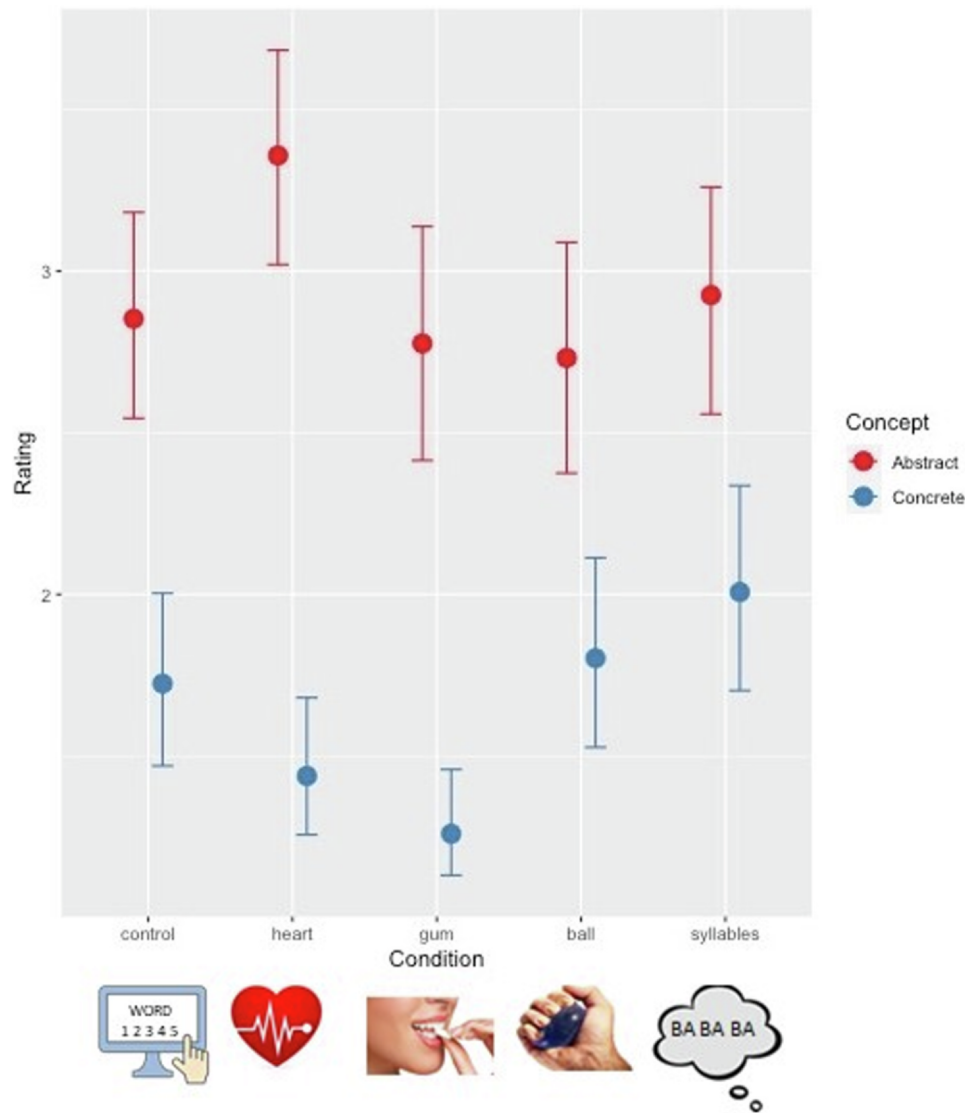 3
2
Rating
control heart gum ball syllables
Condition
Concept
Abstract
Concrete
WORD
1 2 3 4 5
BA BA BA